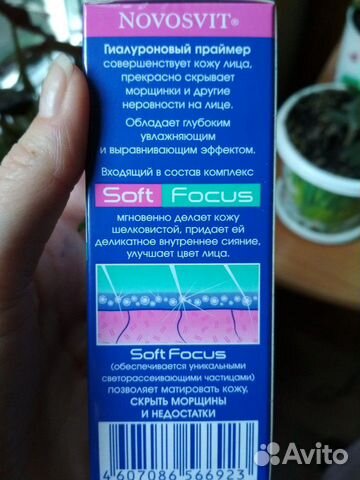 NOVOSVIT®
Гиалуроновый праймер
совершенствует кожу лица,
прекрасно скрывает
морщинки и другие
неровности на лице.
Обладает глубоким
увлажняющим
и выравнивающим эффектом.
Входящий в состав комплекс
Soft Focus
мгновенно делает кожу
шелковистой, придает ей
деликатное внутреннее сияние,
улучшает цвет лица.
Soft Focus
(обеспечивается уникальными
светорассеивающими частицами)
позволяет матировать кожу,
СКРЫТЬ МОРЩИНЫ
И НЕДОСТАТКИ
4 607086 566923
Avito